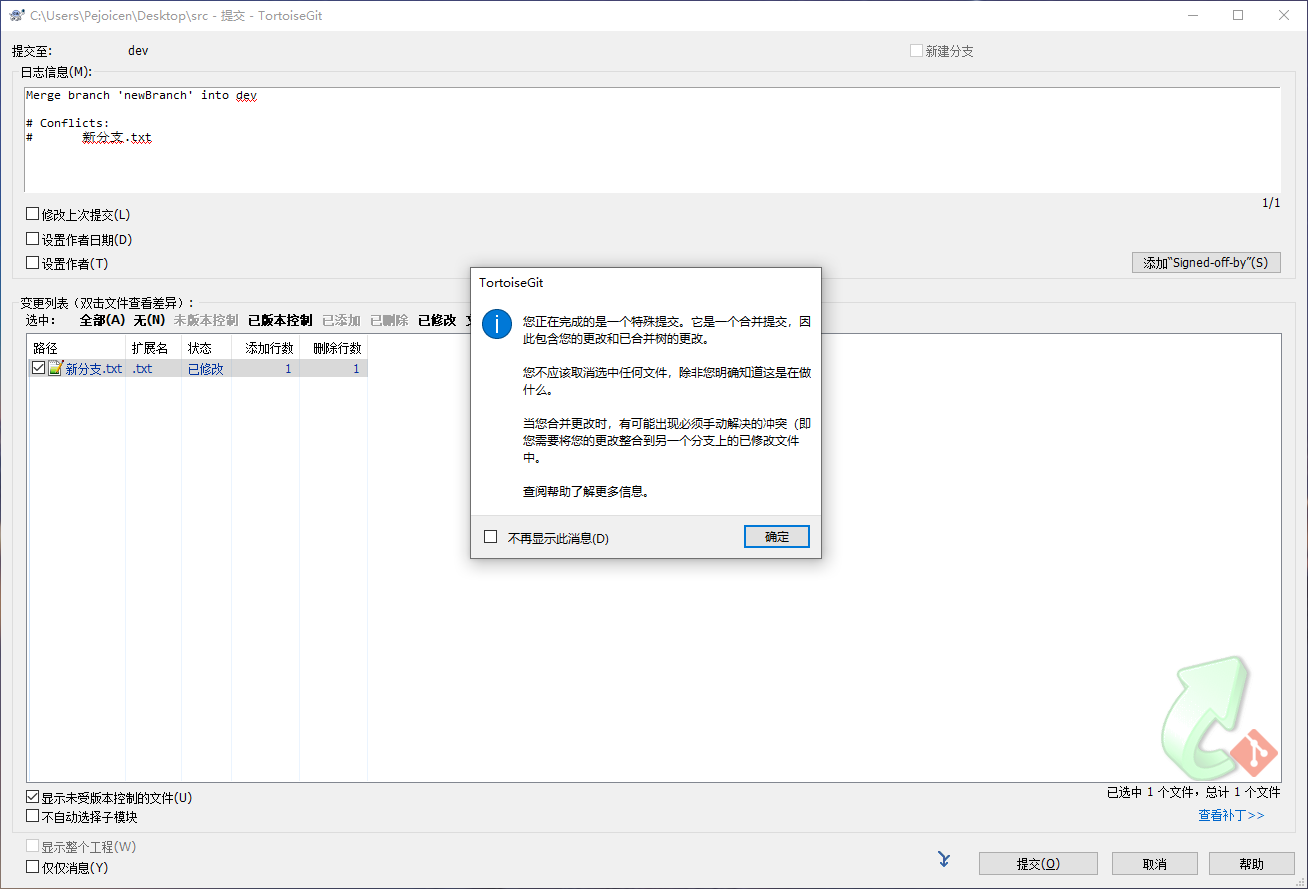 C:\Users\Pejoicen\Desktop\src - 提交 - TortoiseGit
提交至: dev 新建分支
日志信息(M):
Merge branch 'newBranch' into dev
# Conflicts:
# 新分支.txt
1/1
修改上次提交(L)
设置作者日期(D)
设置作者(T)
添加“Signed-off-by”(S)
变更列表（双击文件查看差异）:
选中: 全部(A) 无(N) 未版本控制 已版本控制 已添加 已删除 已修改
路径 扩展名 状态 添加行数 删除行数
新分支.txt .txt 已修改 1 1
TortoiseGit
您正在完成的是一个特殊提交。它是一个合并提交，因
此包含您的更改和已合并树的更改。
您不应该取消选中任何文件，除非您明确知道这是在做
什么。
当您合并更改时，有可能出现必须手动解决的冲突（即
您需要将您的更改整合到另一个分支上的已修改文件
中。
查阅帮助了解更多信息。
不再显示此消息(D) 确定
显示未受版本控制的文件(U) 已选中 1 个文件，总计 1 个文件
不自动选择子模块 查看补丁>>
显示整个工程(W)
仅仅消息(Y)
提交(O) 取消 帮助